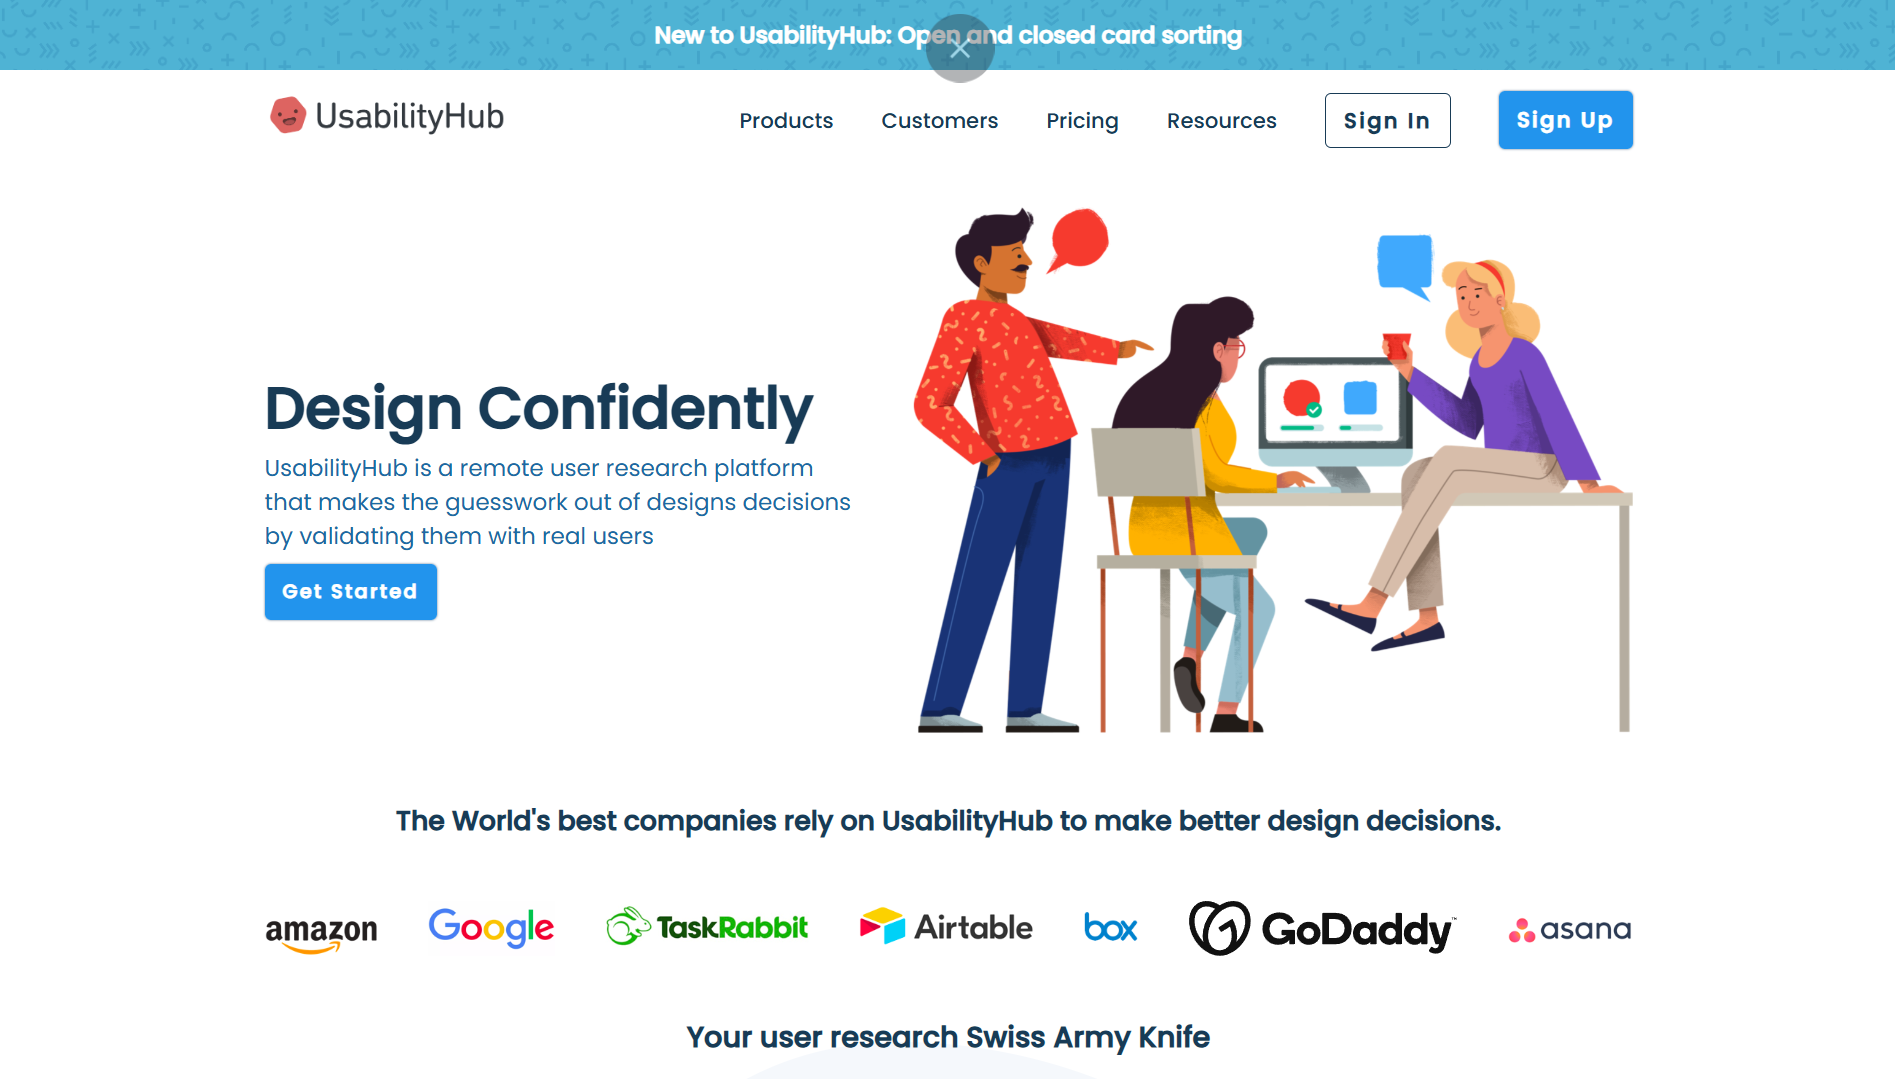 New to UsabilityHub: Open and closed card sorting
UsabilityHub
Products
Customers
Pricing
Resources
Sign In
Sign Up
Design Confidently
UsabilityHub is a remote user research platform
that makes the guesswork out of designs decisions
by validating them with real users
Get Started
The World's best companies rely on UsabilityHub to make better design decisions.
amazon
Google
TaskRabbit
Airtable
box
GoDaddy™
asana
Your user research Swiss Army Knife